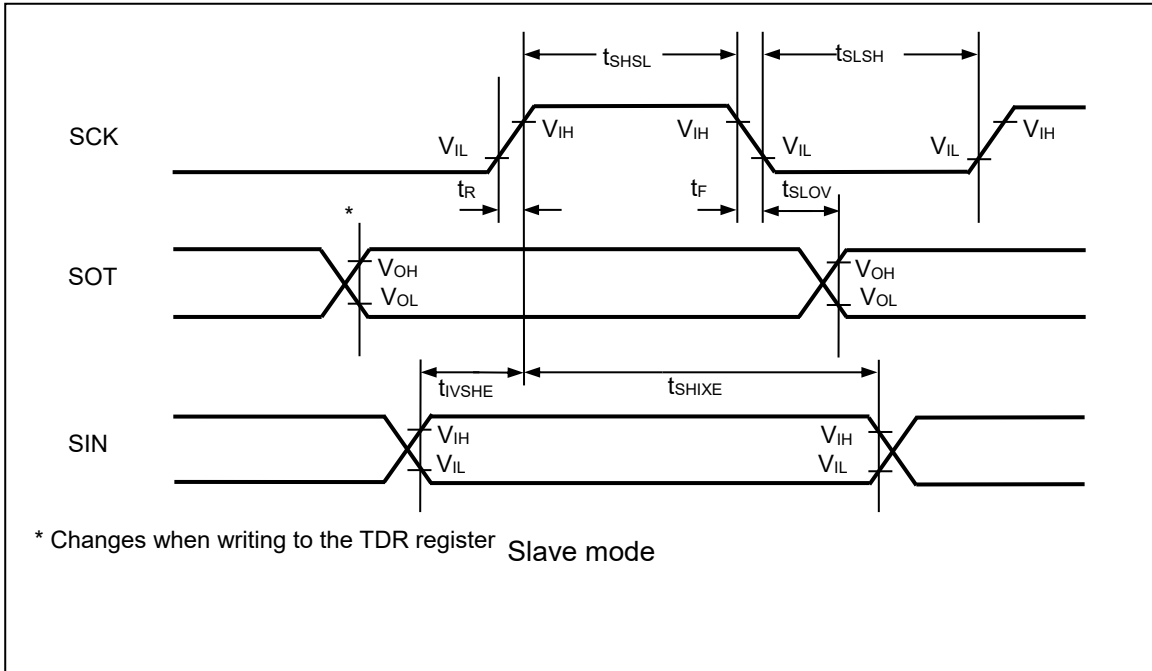 tSHSL
tSLSH
SCK
VIH
VIH
VIH
VIL
VIL
VIL
tR
tF
tSLOV
*
SOT
VOH
VOH
VOL
VOL
tIVSHE
tSHIXE
SIN
VIH
VIH
VIL
VIL
* Changes when writing to the TDR register
Slave mode